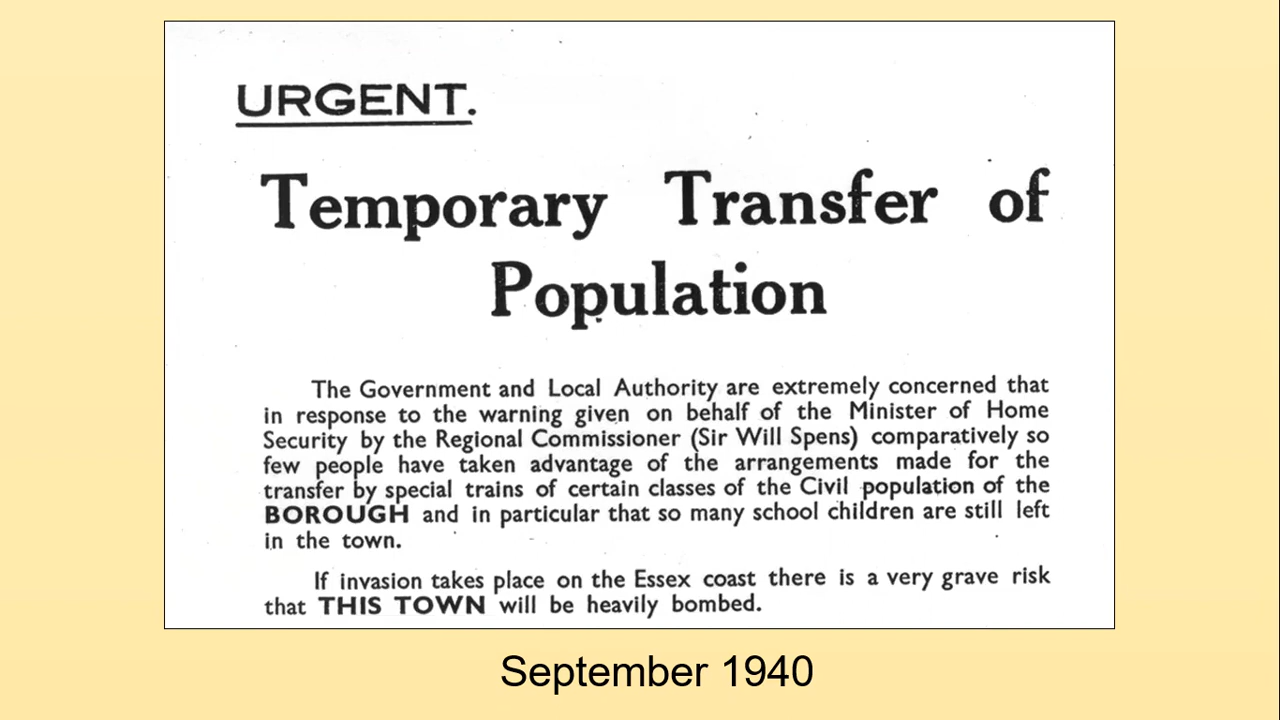 URGENT.
Temporary Transfer of
Population
The Government and Local Authority are extremely concerned that
in response to the warning given on behalf of the Minister of Home
Security by the Regional Commissioner (Sir Will Spens) comparatively so
few people have taken advantage of the arrangements made for the
transfer by special trains of certain classes of the Civil population of the
BOROUGH and in particular that so many school children are still left
in the town.
If invasion takes place on the Essex coast there is a very grave risk
that THIS TOWN will be heavily bombed.
September 1940